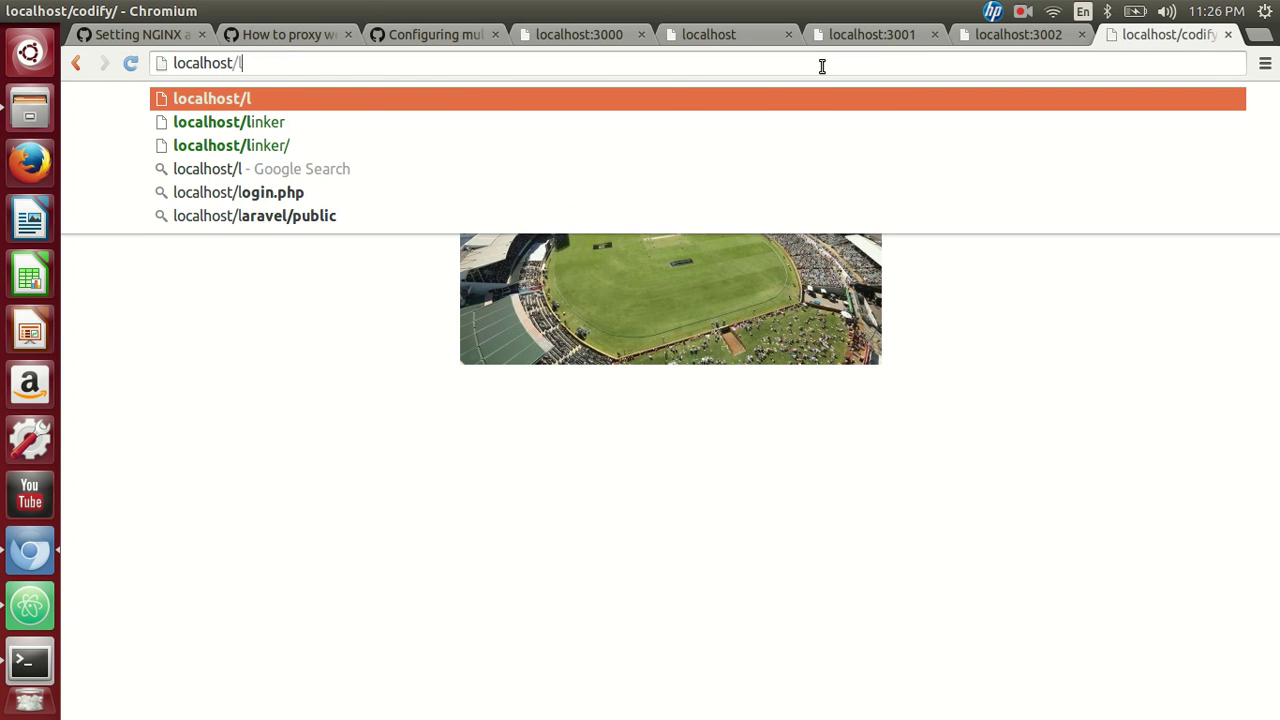 localhost/codify/ - Chromium
hp
En
11:26 PM
Setting NGINX a
How to proxy we
Configuring mul
localhost:3000
localhost
localhost:3001
localhost:3002
localhost/codify
localhost/l
localhost/l
localhost/linker
localhost/linker/
localhost/l - Google Search
localhost/login.php
localhost/laravel/public
a
You
Tube
>_